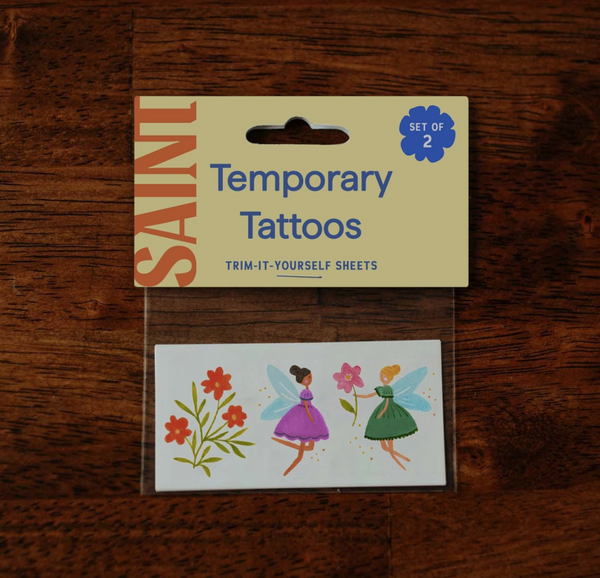 SAINT
SET OF
2
Temporary
Tattoos
TRIM-IT-YOURSELF SHEETS